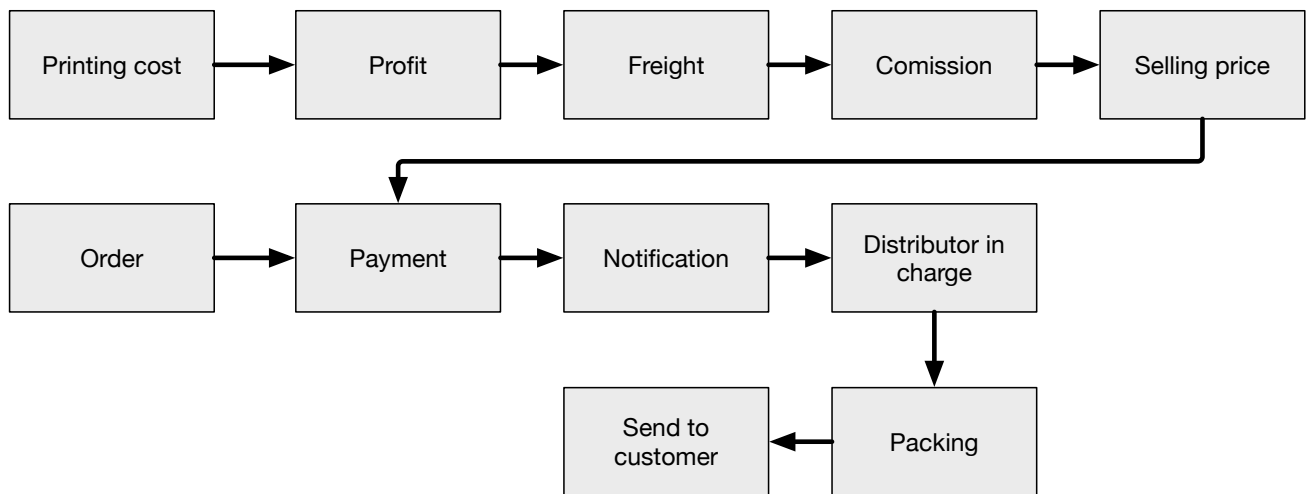 Printing cost
Profit
Freight
Comission
Selling price
Order
Payment
Notification
Distributor in
charge
Send to
customer
Packing